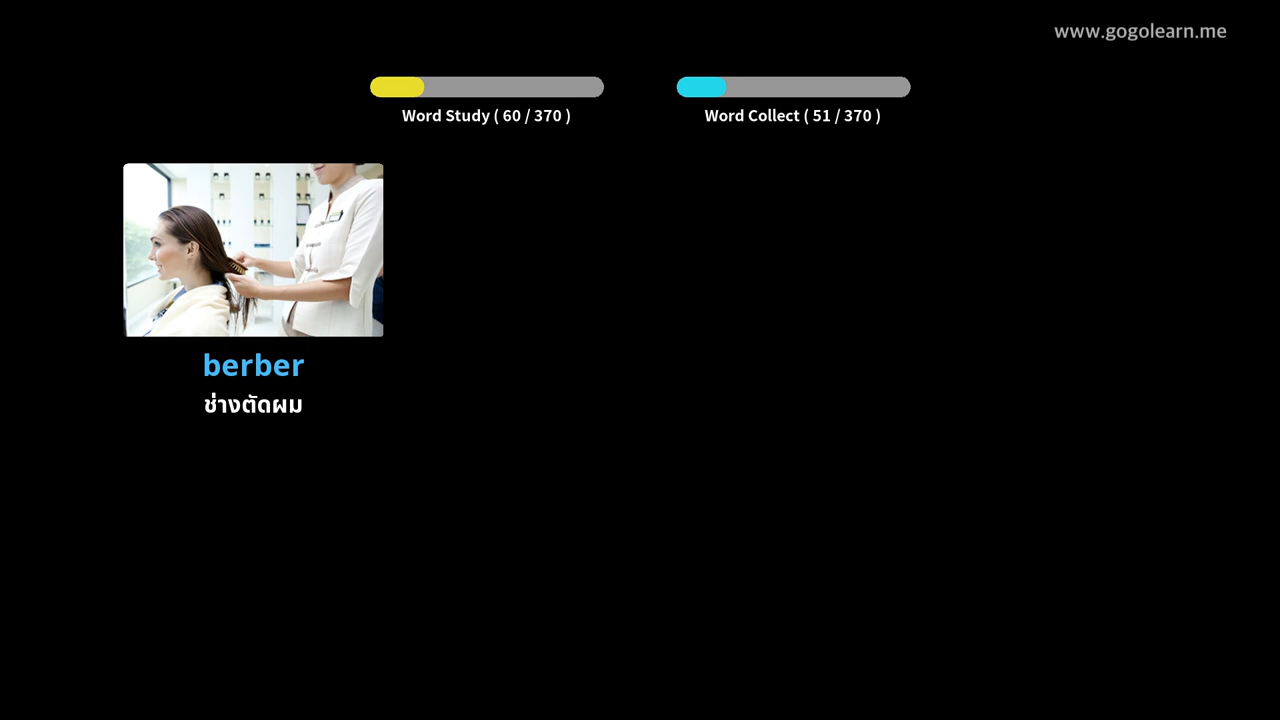 www.gogolearn.me
Word Study ( 60 / 370 )
Word Collect ( 51 / 370 )
berber
ช่างตัดผม